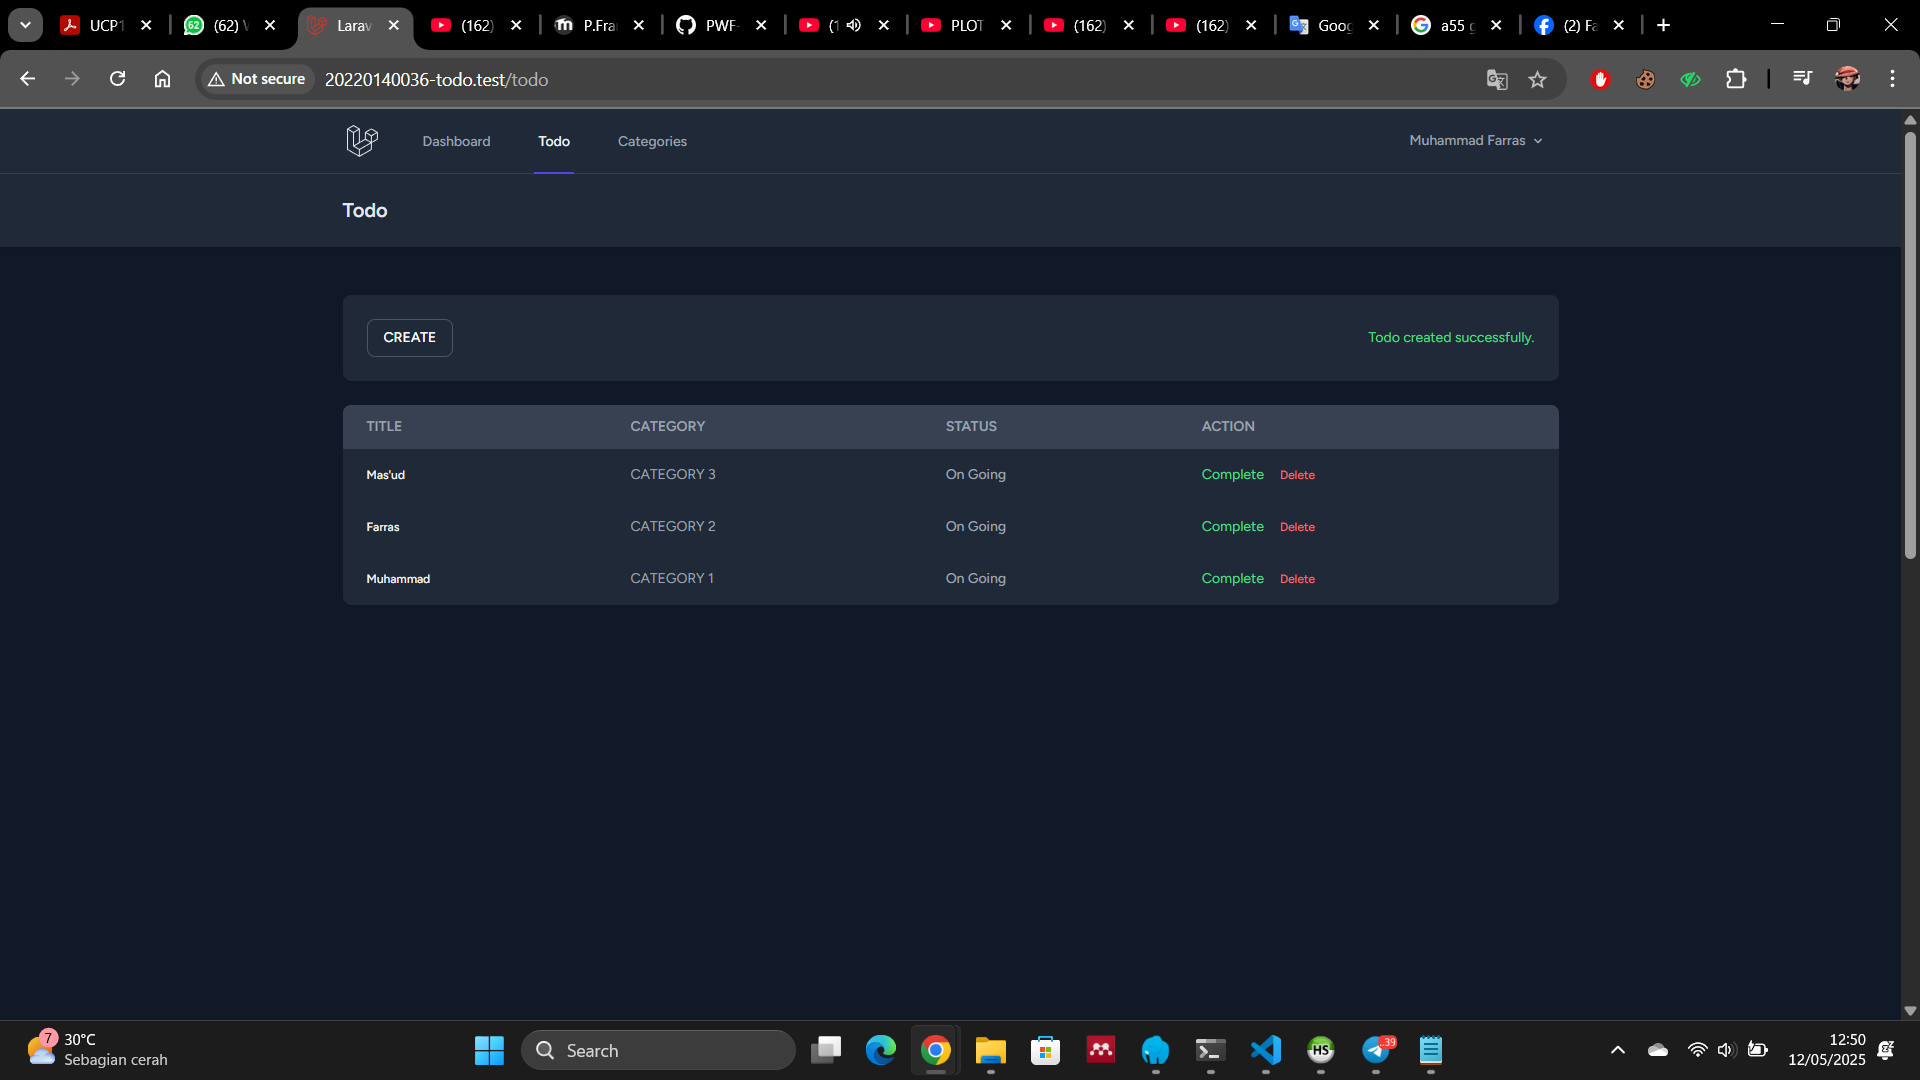 UCP1
(62) W
Larav
(162)
P.Fra
PWF-
(1
PLOT
(162)
(162)
Goog
a55 g
(2) Fa
Not secure
20220140036-todo.test/todo
Dashboard
Todo
Categories
Muhammad Farras
Todo
CREATE
Todo created successfully.
TITLE CATEGORY STATUS ACTION
Mas'ud CATEGORY 3 On Going Complete Delete
Farras CATEGORY 2 On Going Complete Delete
Muhammad CATEGORY 1 On Going Complete Delete
7
30°C
Sebagian cerah
Search
HS
39
12:50
12/05/2025